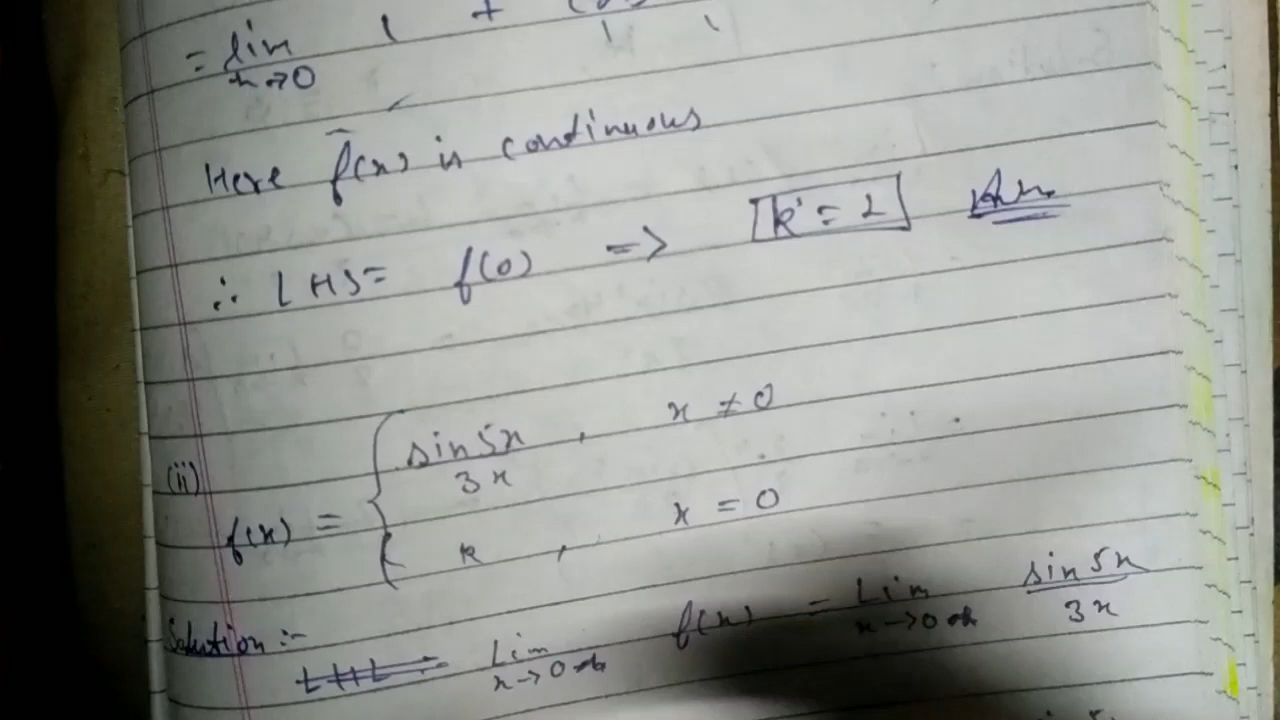 = lim
x→0
Here f(x) is continuous
∴ LHS = f(0) => k = 2 Ans
(ii)
sin5x , x ≠ 0
3x
f(x) =
k , x = 0
Solution :-
Lim f(x) = Lim sin5x
x→0 x→0 3x